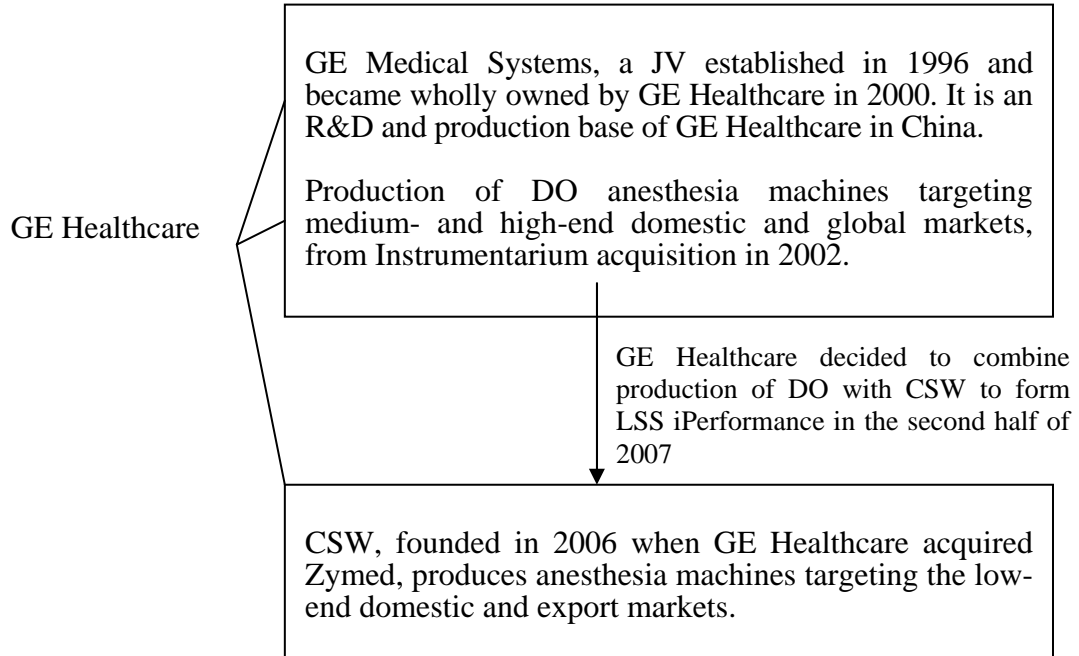 GE Medical Systems, a JV established in 1996 and
became wholly owned by GE Healthcare in 2000. It is an
R&D and production base of GE Healthcare in China.
Production of DO anesthesia machines targeting
medium- and high-end domestic and global markets,
from Instrumentarium acquisition in 2002.
GE Healthcare
GE Healthcare decided to combine
production of DO with CSW to form
LSS iPerformance in the second half of
2007
CSW, founded in 2006 when GE Healthcare acquired
Zymed, produces anesthesia machines targeting the low-
end domestic and export markets.